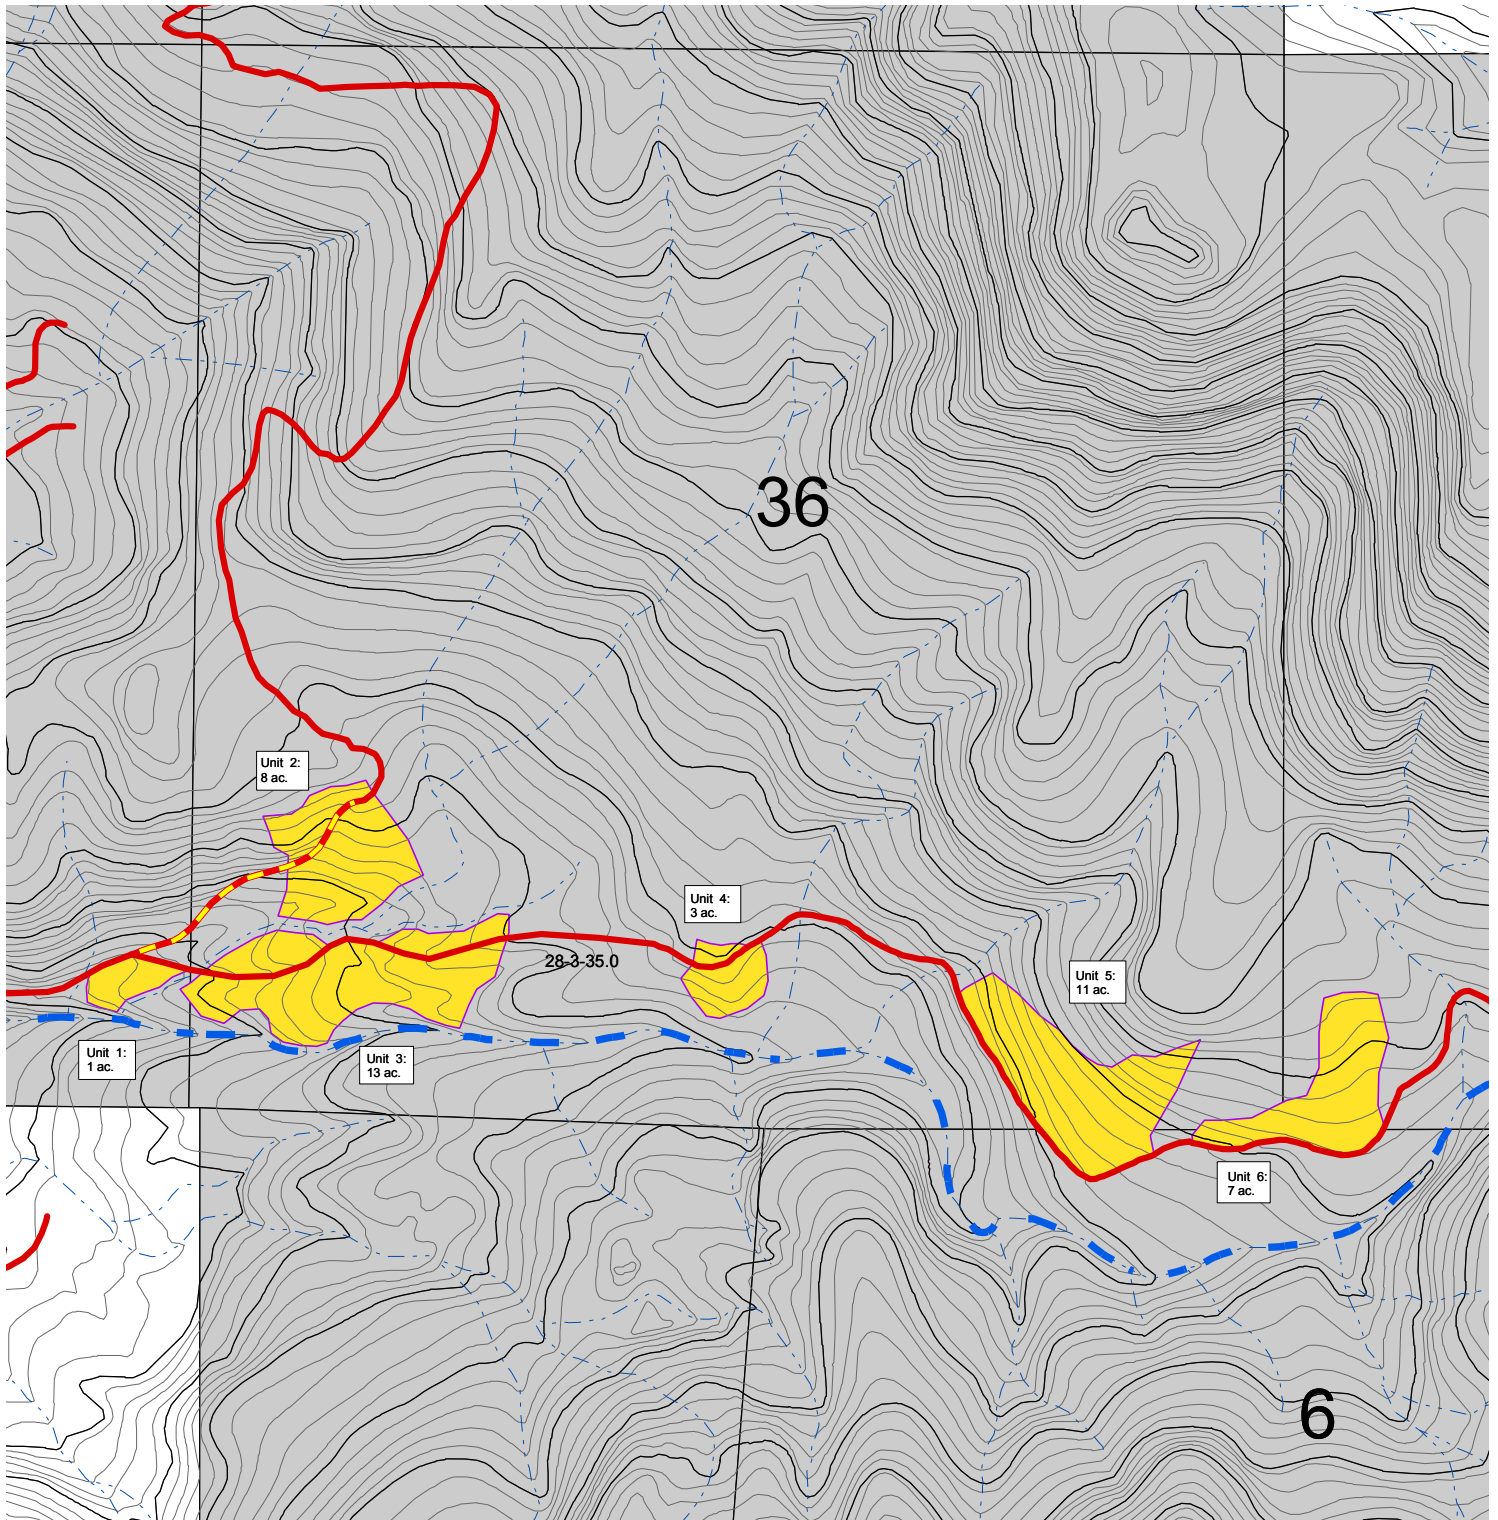 36
Unit 2:
8 ac.
Unit 4:
3 ac.
28-3-35.0
Unit 5:
11 ac.
Unit 1:
1 ac.
Unit 3:
13 ac.
Unit 6:
7 ac.
6